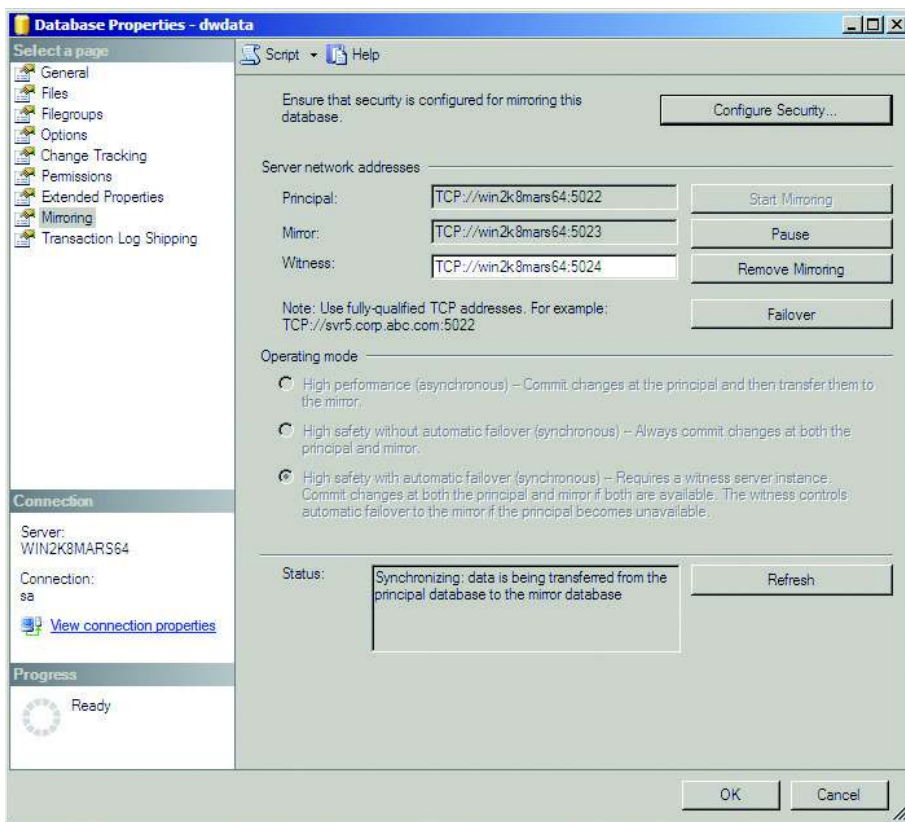 Database Properties - dwdata
Select a page
General
Files
Filegroups
Options
Change Tracking
Permissions
Extended Properties
Mirroring
Transaction Log Shipping
Connection
Server:
WIN2K8MARS64
Connection:
sa
View connection properties
Progress
Ready
Script
Help
Ensure that security is configured for mirroring this
database.
Configure Security...
Server network addresses
Principal:
TCP://win2k8mars64:5022
Start Mirroring
Mirror:
TCP://win2k8mars64:5023
Pause
Witness:
TCP://win2k8mars64:5024
Remove Mirroring
Note: Use fully-qualified TCP addresses. For example:
TCP://svr5.corp.abc.com:5022
Failover
Operating mode
High performance (asynchronous) – Commit changes at the principal and then transfer them to
the mirror.
High safety without automatic failover (synchronous) – Always commit changes at both the
principal and mirror.
High safety with automatic failover (synchronous) – Requires a witness server instance.
Commit changes at both the principal and mirror if both are available. The witness controls
automatic failover to the mirror if the principal becomes unavailable.
Status:
Synchronizing: data is being transferred from the
principal database to the mirror database
Refresh
OK
Cancel